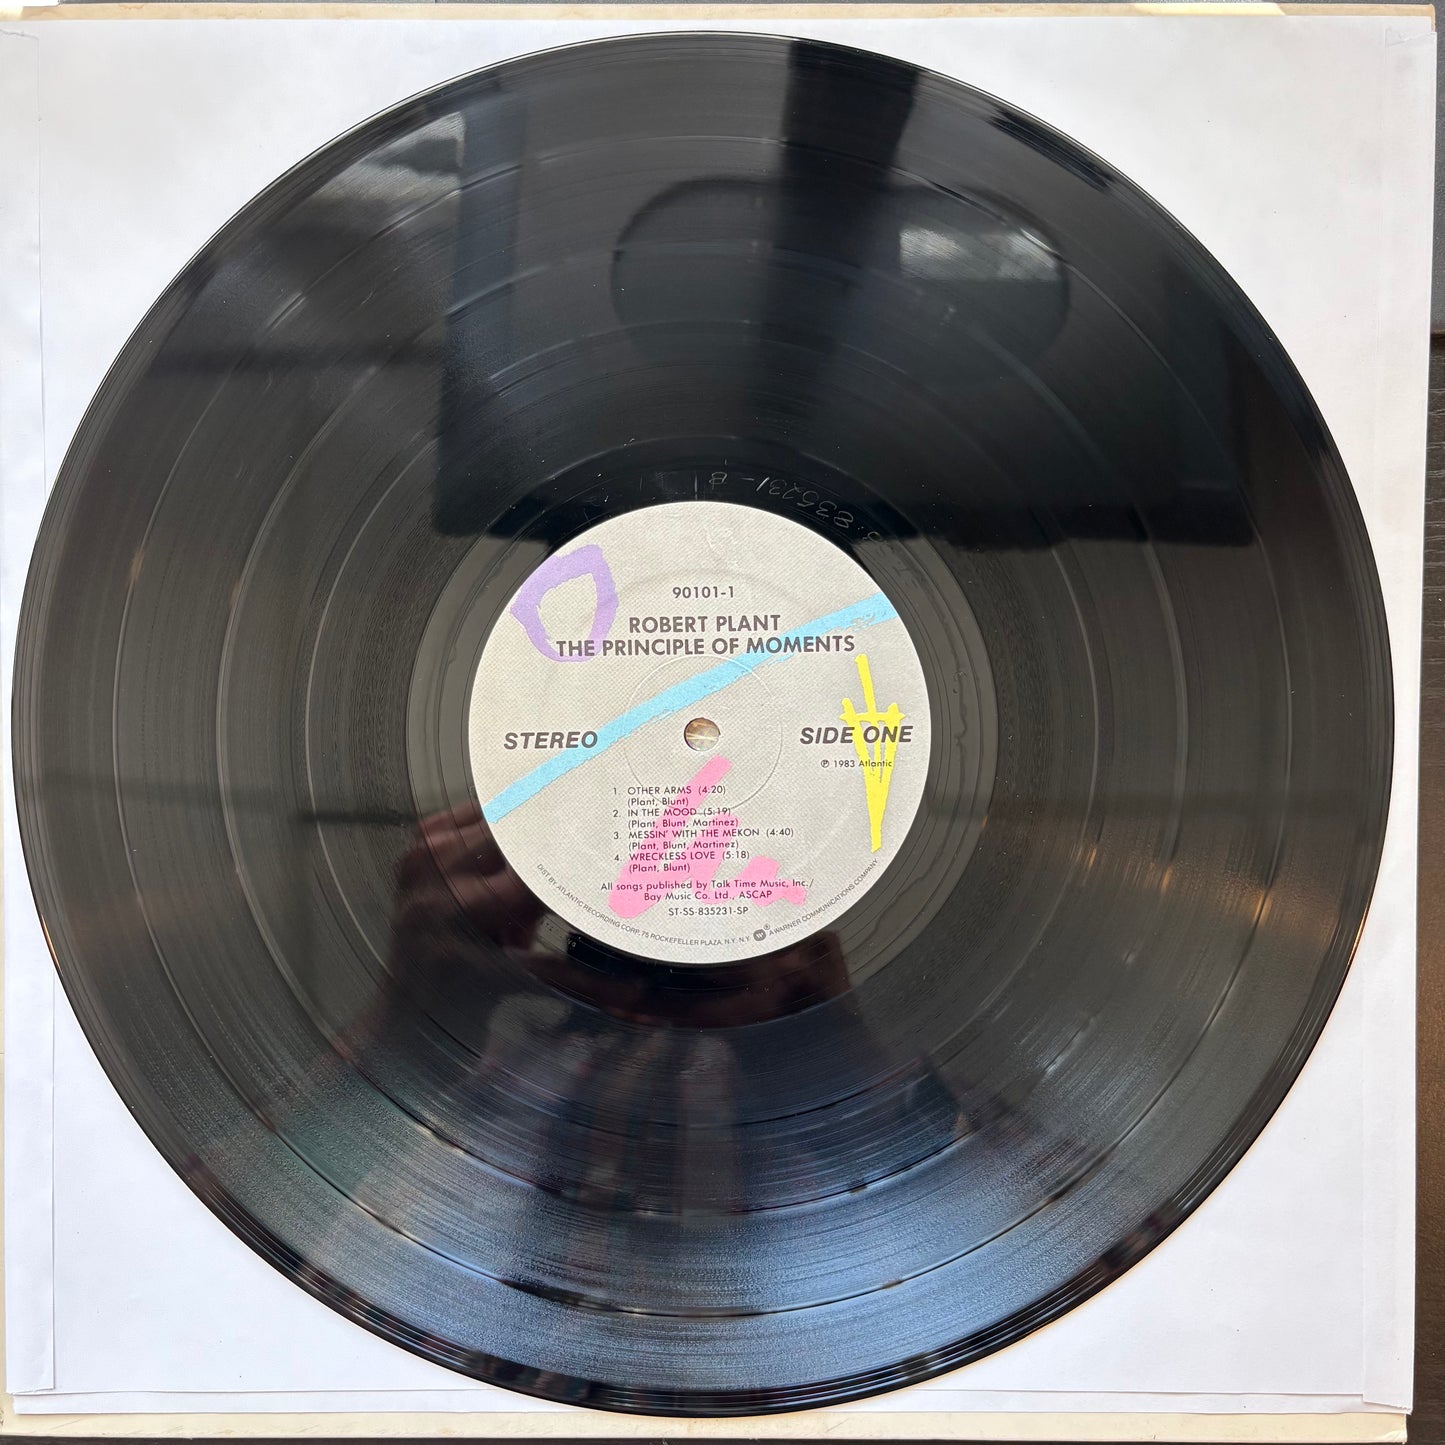 90101-1
ROBERT PLANT
THE PRINCIPLE OF MOMENTS
STEREO
SIDE ONE
℗ 1983 Atlantic
1. OTHER ARMS (4:20)
(Plant, Blunt)
2. IN THE MOOD (5:19)
(Plant, Blunt, Martinez)
3. MESSIN' WITH THE MEKON (4:40)
(Plant, Blunt, Martinez)
4. WRECKLESS LOVE (5:18)
(Plant, Blunt)
All songs published by Talk Time Music, Inc./
Bay Music Co. Ltd., ASCAP
ST-SS-835231-SP
DIST. BY ATLANTIC RECORDING CORP. 75 ROCKEFELLER PLAZA, N.Y. N.Y. W® A WARNER COMMUNICATIONS COMPANY
835231-B